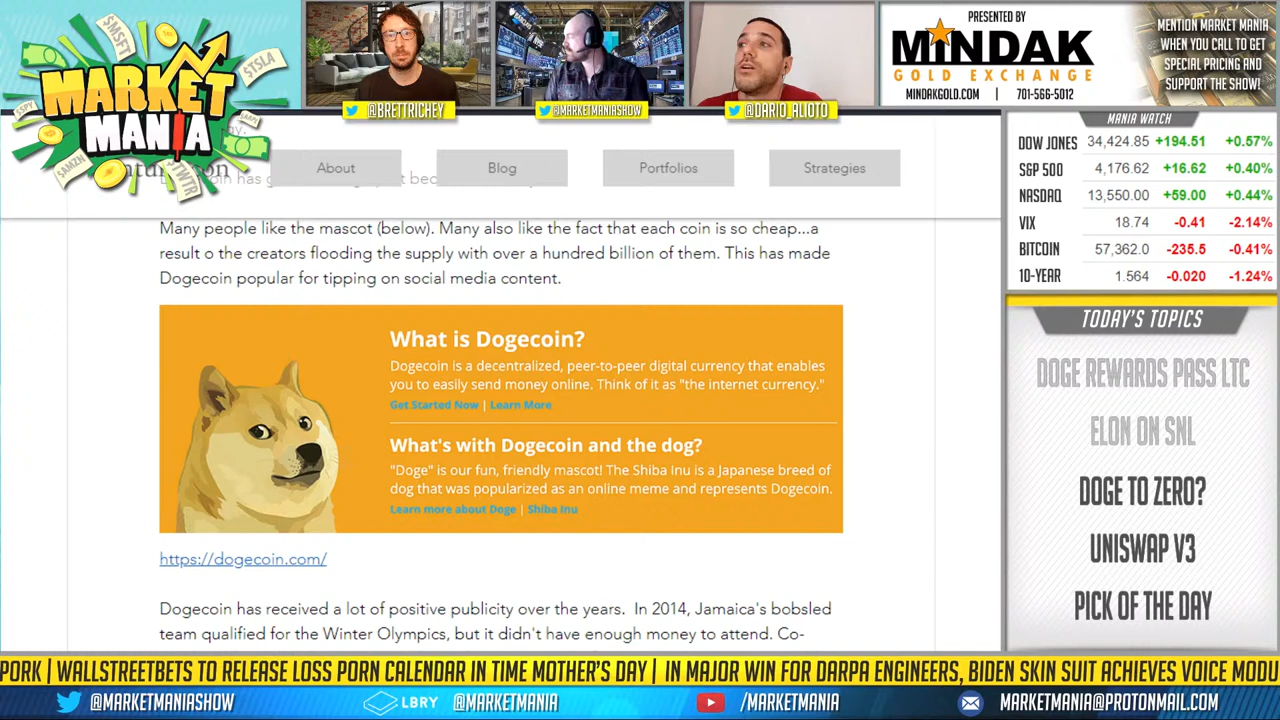 MARKET
MANIA
$MSFT
$TSLA
$SPY
$AMZN
$TWTR
@BRETTRICHEY
@MARKETMANIASHOW
@DARIO_ALIOTO
PRESENTED BY
MINDAK
GOLD EXCHANGE
MINDAKGOLD.COM | 701-566-5012
MENTION MARKET MANIA
WHEN YOU CALL TO GET
SPECIAL PRICING AND
SUPPORT THE SHOW!
About
Blog
Portfolios
Strategies
Many people like the mascot (below). Many also like the fact that each coin is so cheap...a
result o the creators flooding the supply with over a hundred billion of them. This has made
Dogecoin popular for tipping on social media content.
What is Dogecoin?
Dogecoin is a decentralized, peer-to-peer digital currency that enables
you to easily send money online. Think of it as "the internet currency."
Get Started Now | Learn More
What's with Dogecoin and the dog?
"Doge" is our fun, friendly mascot! The Shiba Inu is a Japanese breed of
dog that was popularized as an online meme and represents Dogecoin.
Learn more about Doge | Shiba Inu
https://dogecoin.com/
Dogecoin has received a lot of positive publicity over the years. In 2014, Jamaica's bobsled
team qualified for the Winter Olympics, but it didn't have enough money to attend. Co-
MANIA WATCH
DOW JONES 34,424.85 +194.51 +0.57%
S&P 500 4,176.62 +16.62 +0.40%
NASDAQ 13,550.00 +59.00 +0.44%
VIX 18.74 -0.41 -2.14%
BITCOIN 57,362.0 -235.5 -0.41%
10-YEAR 1.564 -0.020 -1.24%
TODAY'S TOPICS
DOGE REWARDS PASS LTC
ELON ON SNL
DOGE TO ZERO?
UNISWAP V3
PICK OF THE DAY
PORK | WALLSTREETBETS TO RELEASE LOSS PORN CALENDAR IN TIME MOTHER'S DAY | IN MAJOR WIN FOR DARPA ENGINEERS, BIDEN SKIN SUIT ACHIEVES VOICE MODU
@MARKETMANIASHOW
LBRY @MARKETMANIA
/MARKETMANIA
MARKETMANIA@PROTONMAIL.COM